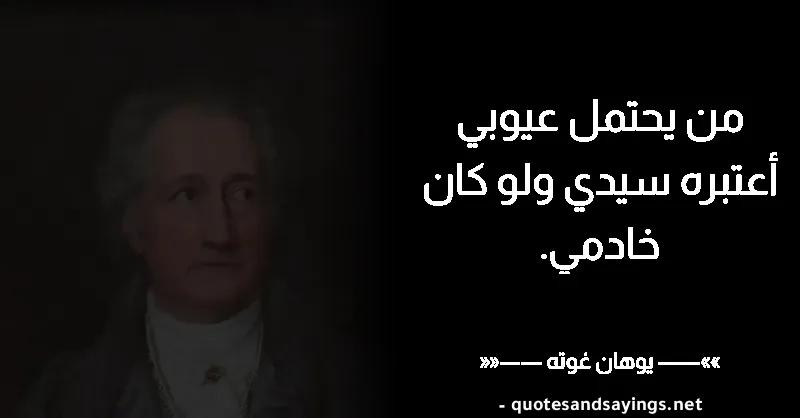 من يحتمل عيوبي
أعتبره سيدي ولو كان
خادمي.
»»—— يوهان غوته ——««
- quotesandsayings.net